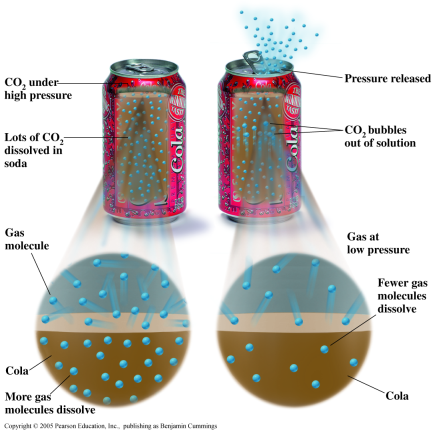 CO2 under
high pressure
Lots of CO2
dissolved in
soda
Cola
Cola
Pressure released
CO2 bubbles
out of solution
Gas
molecule
Gas at
low pressure
Fewer gas
molecules
dissolve
Cola
More gas
molecules dissolve
Cola
Copyright © 2005 Pearson Education, Inc., publishing as Benjamin Cummings